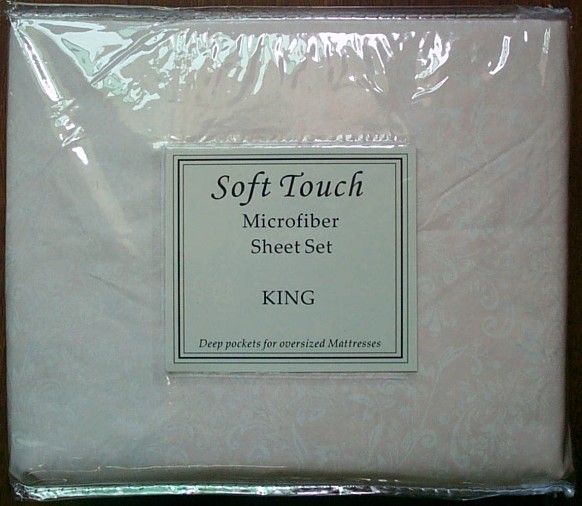 Soft Touch
Microfiber
Sheet Set
KING
Deep pockets for oversized Mattresses